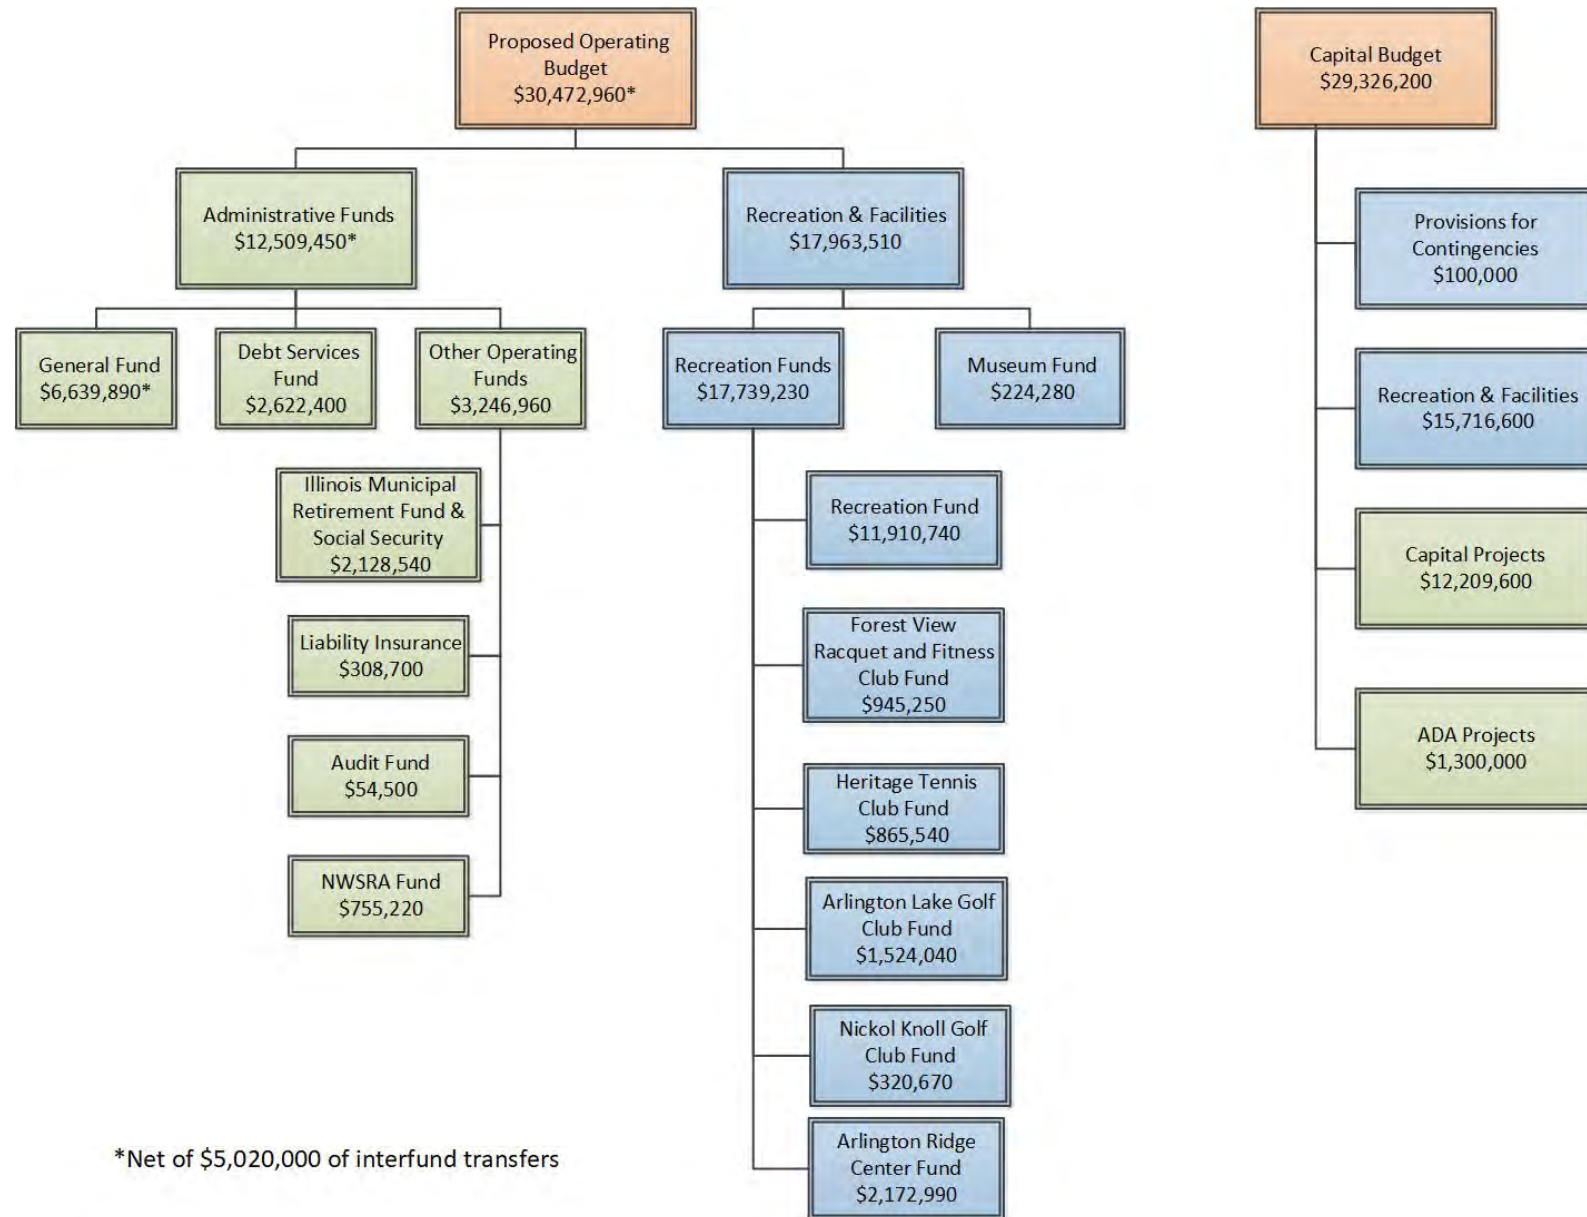 Proposed Operating
Budget
$30,472,960*
Capital Budget
$29,326,200
Administrative Funds
$12,509,450*
Recreation & Facilities
$17,963,510
General Fund
$6,639,890*
Debt Services
Fund
$2,622,400
Other Operating
Funds
$3,246,960
Recreation Funds
$17,739,230
Museum Fund
$224,280
Illinois Municipal
Retirement Fund &
Social Security
$2,128,540
Liability Insurance
$308,700
Audit Fund
$54,500
NWSRA Fund
$755,220
Recreation Fund
$11,910,740
Forest View
Racquet and Fitness
Club Fund
$945,250
Heritage Tennis
Club Fund
$865,540
Arlington Lake Golf
Club Fund
$1,524,040
Nickol Knoll Golf
Club Fund
$320,670
Arlington Ridge
Center Fund
$2,172,990
Provisions for
Contingencies
$100,000
Recreation & Facilities
$15,716,600
Capital Projects
$12,209,600
ADA Projects
$1,300,000
*Net of $5,020,000 of interfund transfers